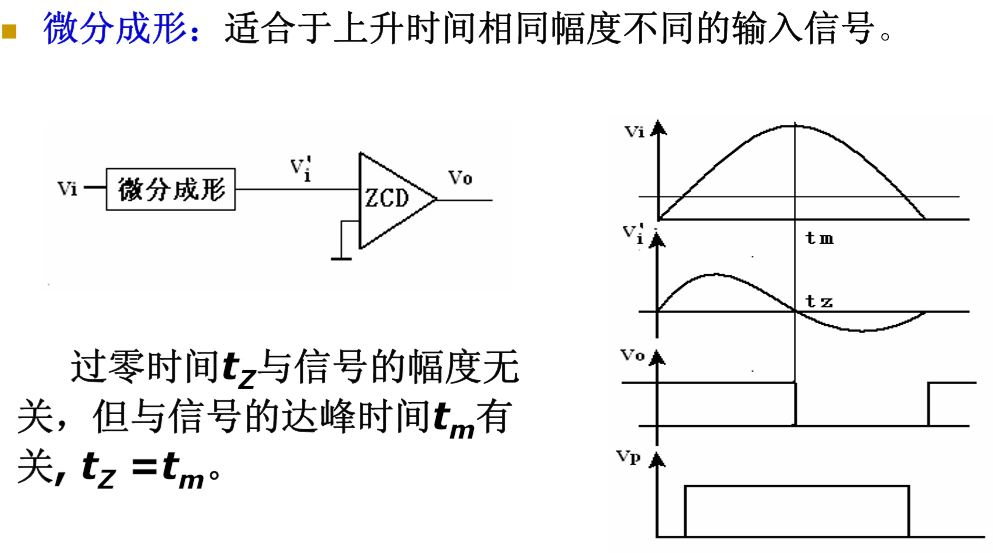 微分成形：适合于上升时间相同幅度不同的输入信号。
Vi
微分成形
Vi'
ZCD
Vo
过零时间tZ与信号的幅度无
关，但与信号的达峰时间tm有
关, tZ =tm。
Vi
tm
Vi'
tz
Vo
Vp